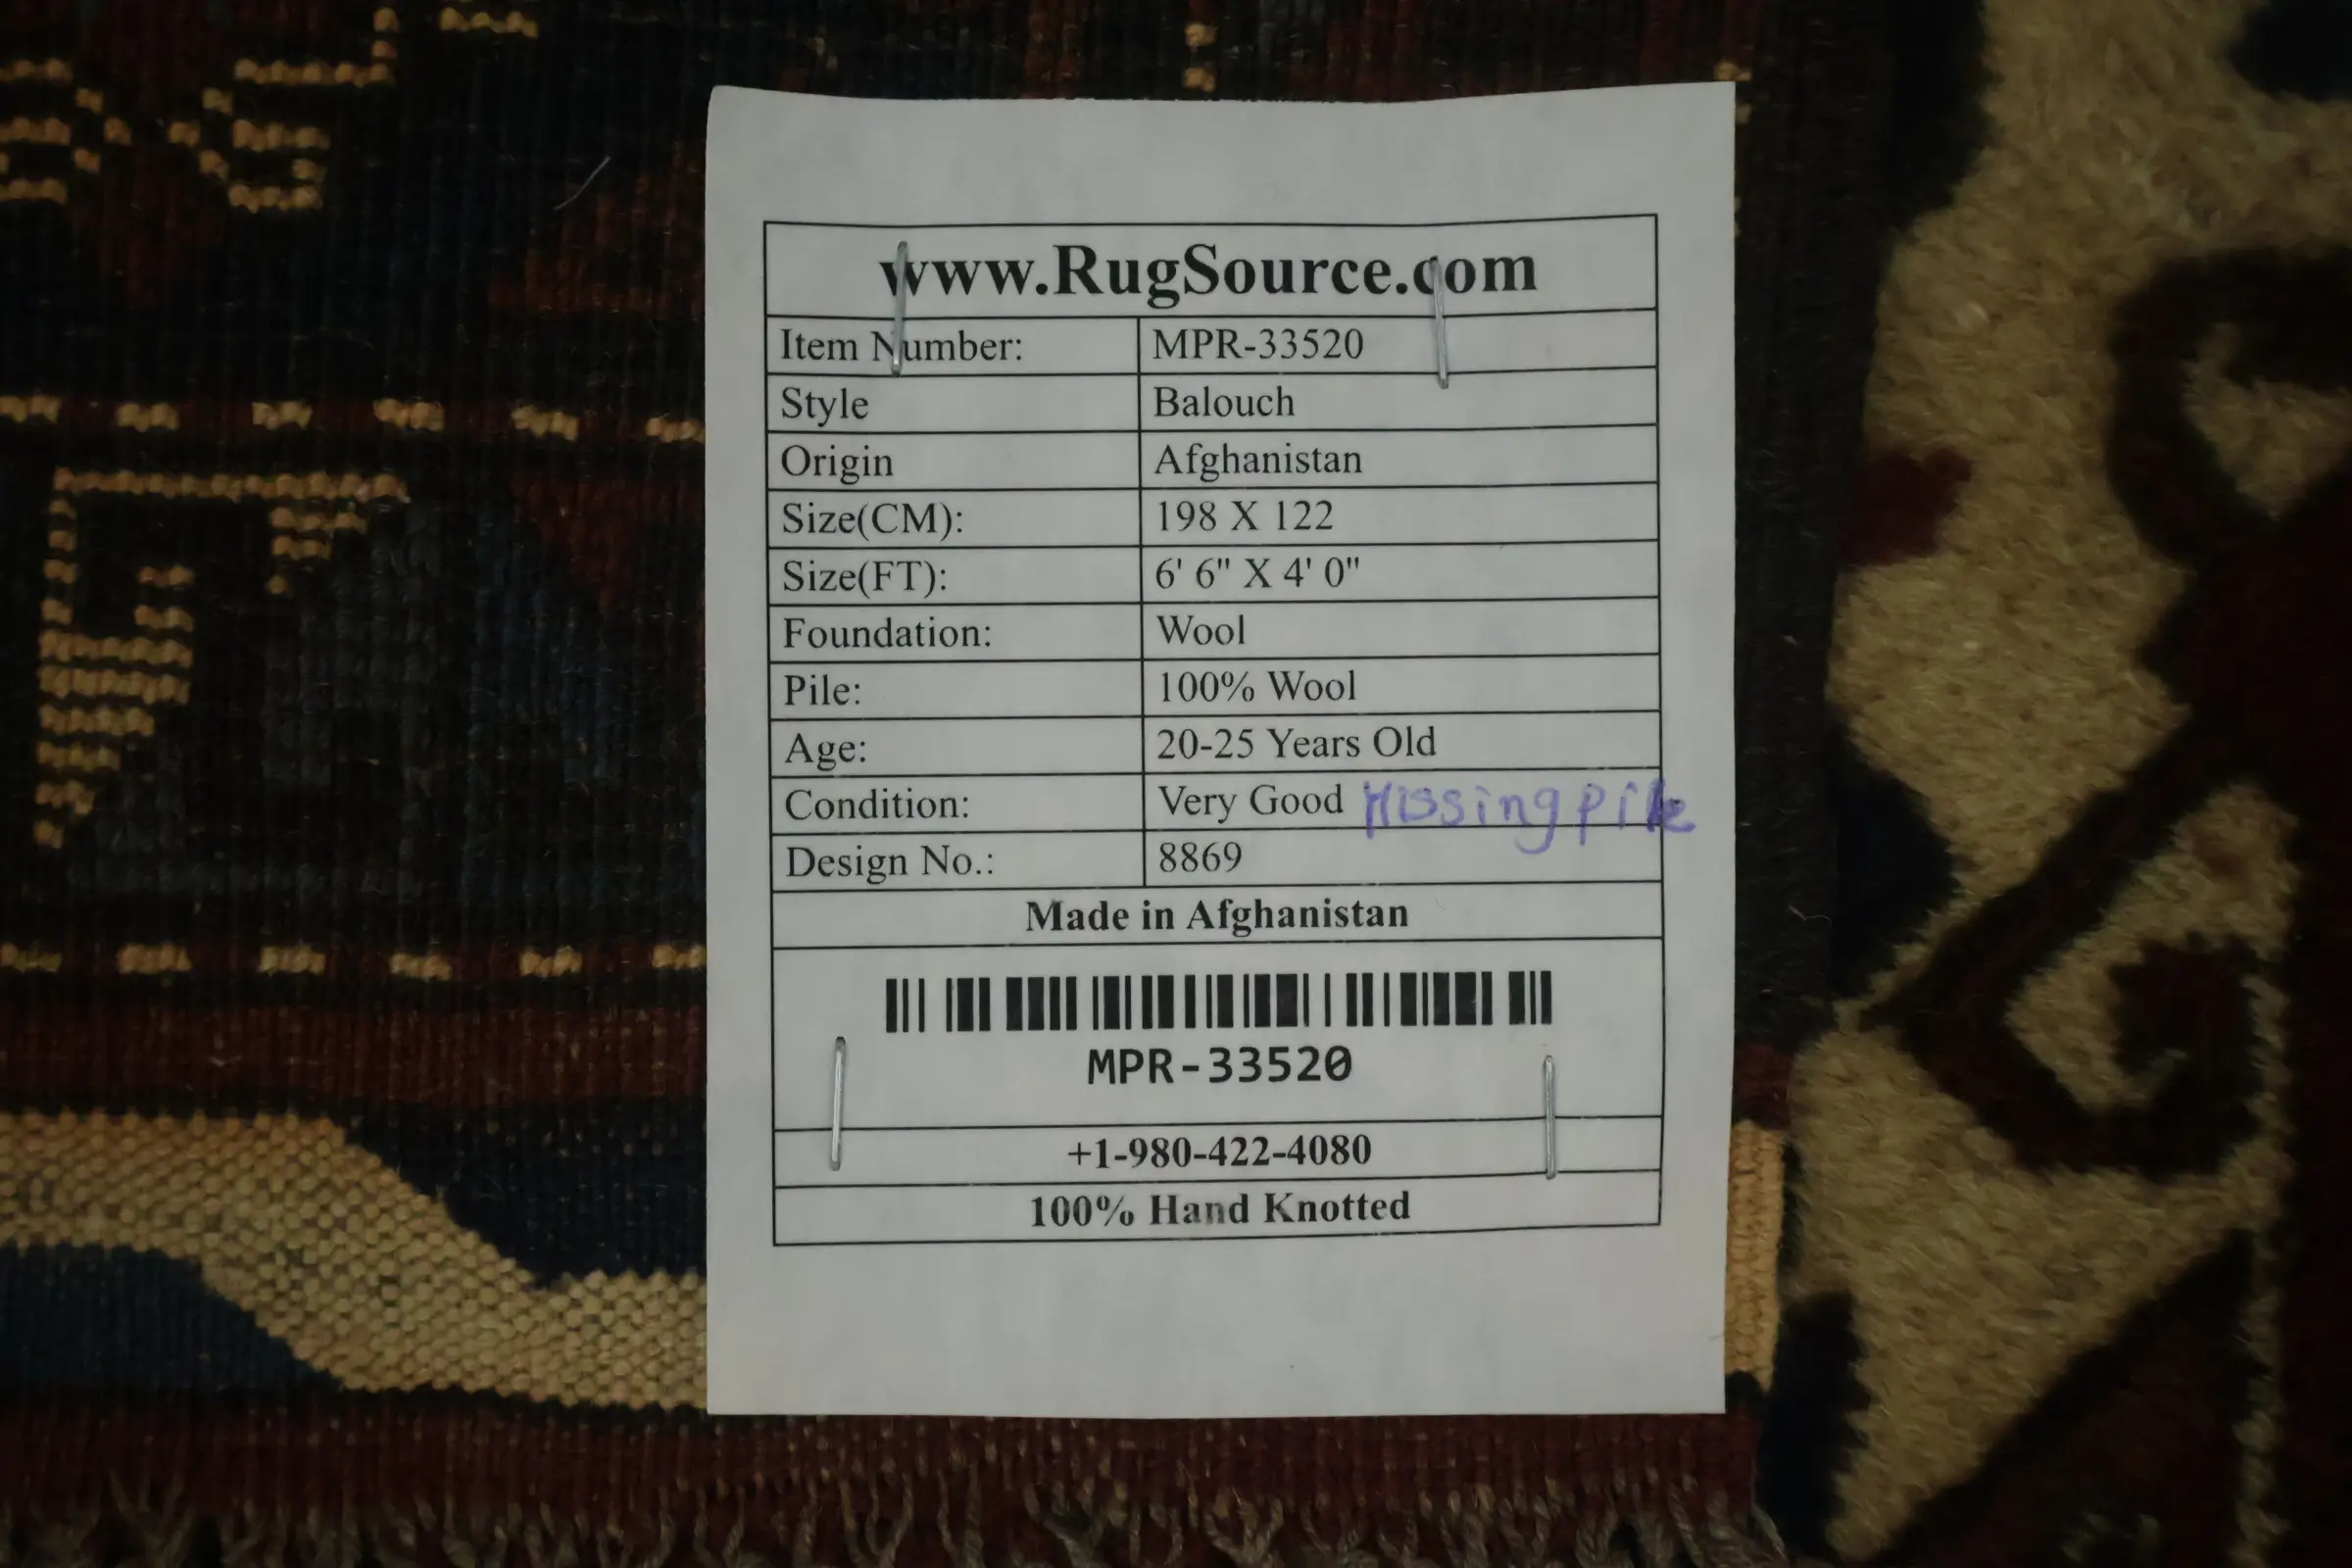 www.RugSource.com
Item Number: MPR-33520
Style Balouch
Origin Afghanistan
Size(CM): 198 X 122
Size(FT): 6' 6" X 4' 0"
Foundation: Wool
Pile: 100% Wool
Age: 20-25 Years Old
Condition: Very Good Missing pile
Design No.: 8869
Made in Afghanistan
MPR-33520
+1-980-422-4080
100% Hand Knotted